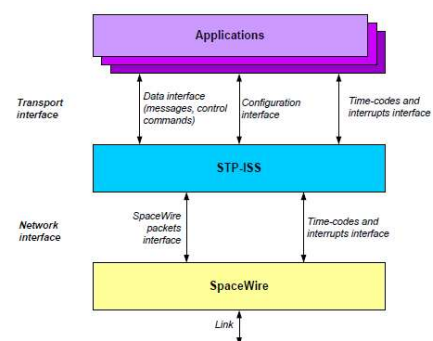 Applications
Transport
interface
Data interface
(messages, control
commands)
Configuration
interface
Time-codes and
interrupts interface
STP-ISS
Network
interface
SpaceWire
packets
interface
Time-codes and
interrupts interface
SpaceWire
Link